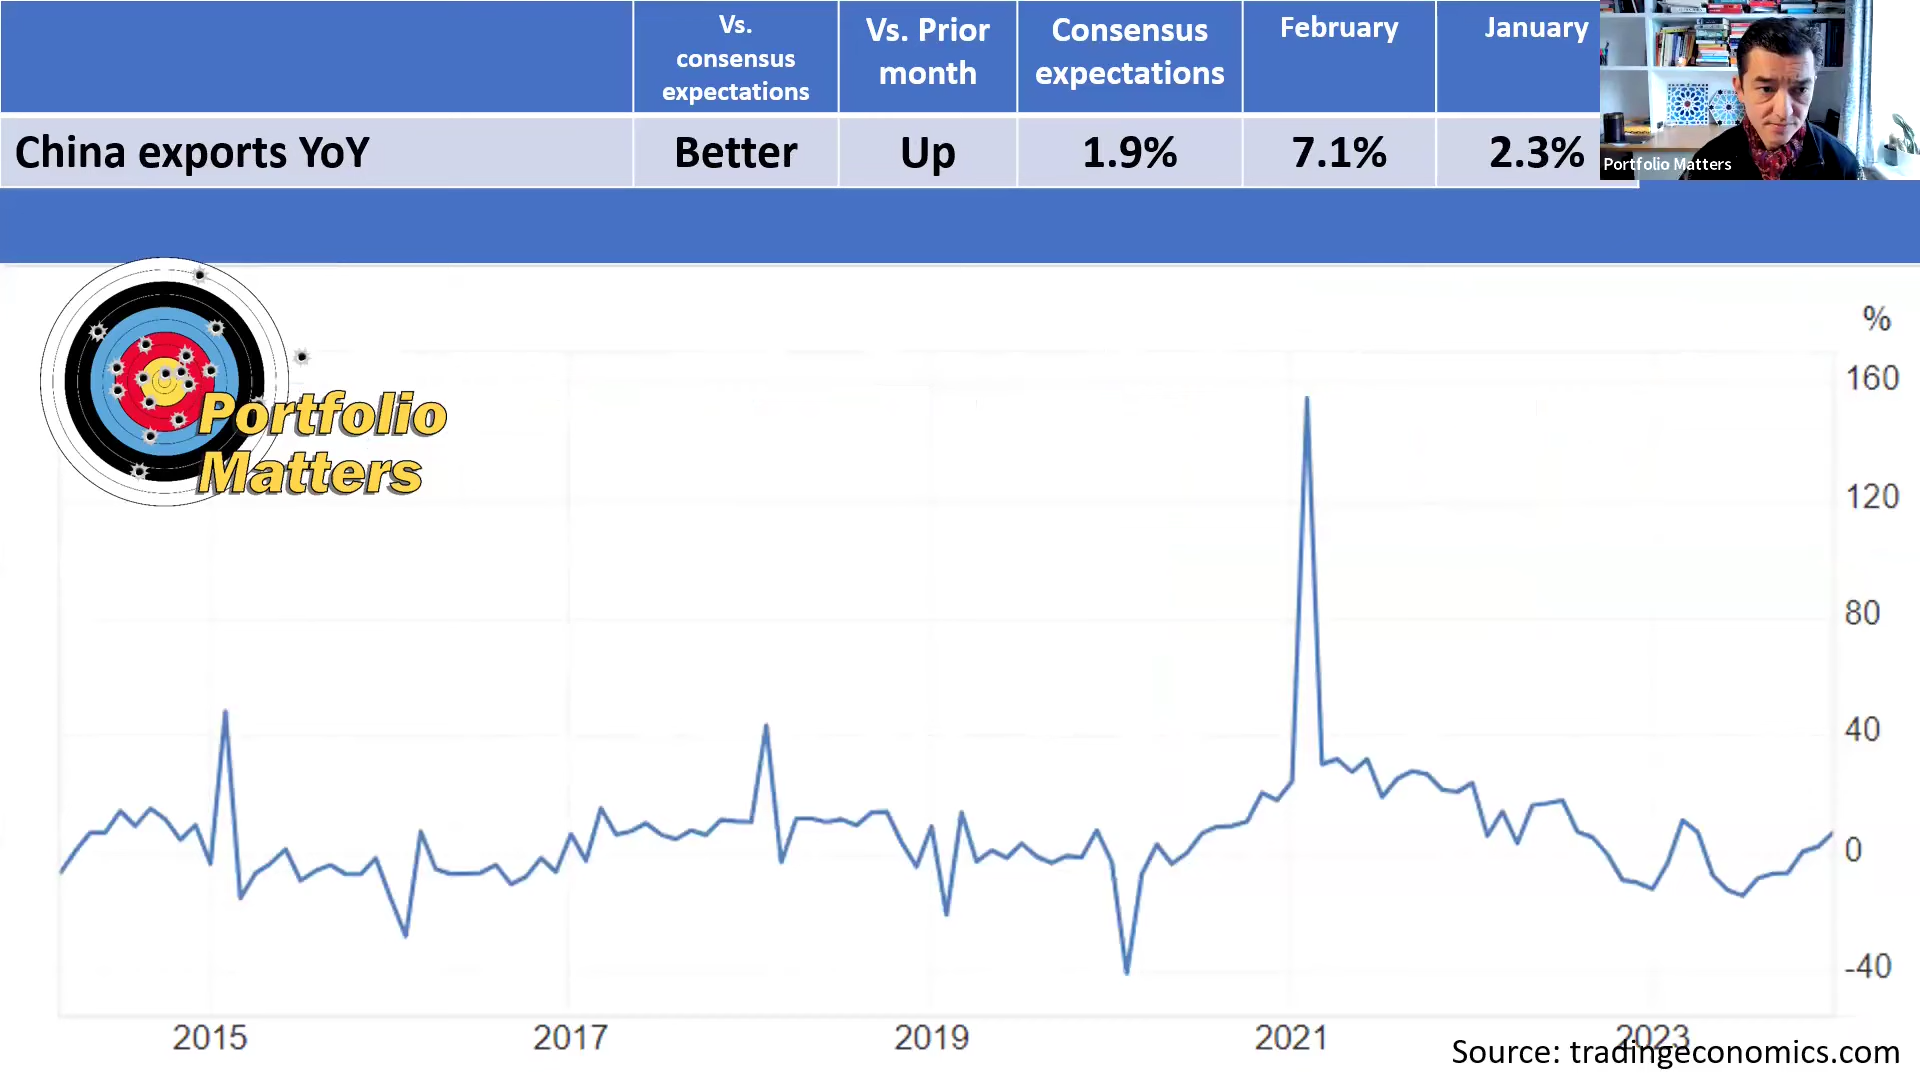 Vs.
consensus
expectations
Vs. Prior
month
Consensus
expectations
February
January
China exports YoY
Better
Up
1.9%
7.1%
2.3%
Portfolio Matters
Portfolio
Matters
%
160
120
80
40
0
-40
2015
2017
2019
2021
2023
Source: tradingeconomics.com